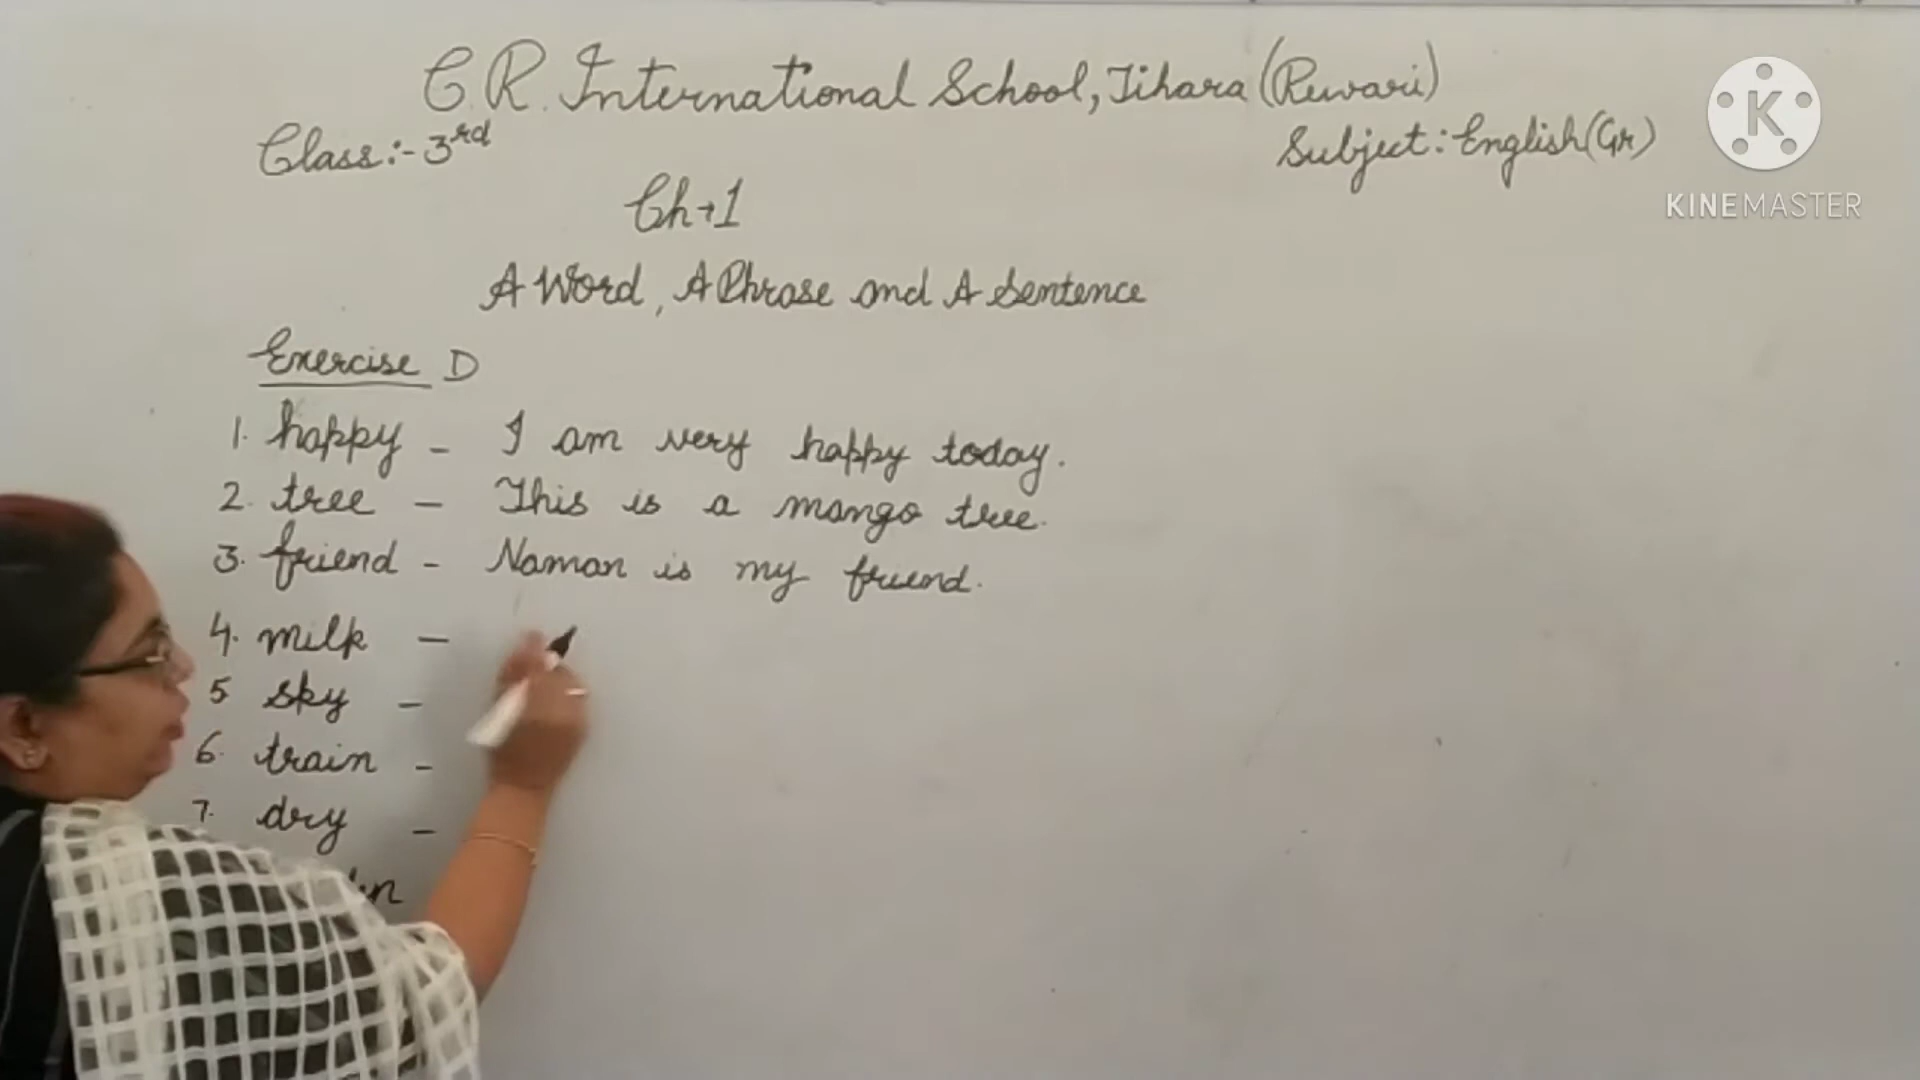 C.R. International School, Jihara (Rewari)
Class:- 3rd
Subject: English(Gr)
KINEMASTER
Ch→1
A Word, A Phrase and A Sentence
Exercise D
1. happy - I am very happy today.
2. tree - This is a mango tree.
3. friend - Naman is my friend.
4. milk -
5 sky -
6. train -
7. dry -